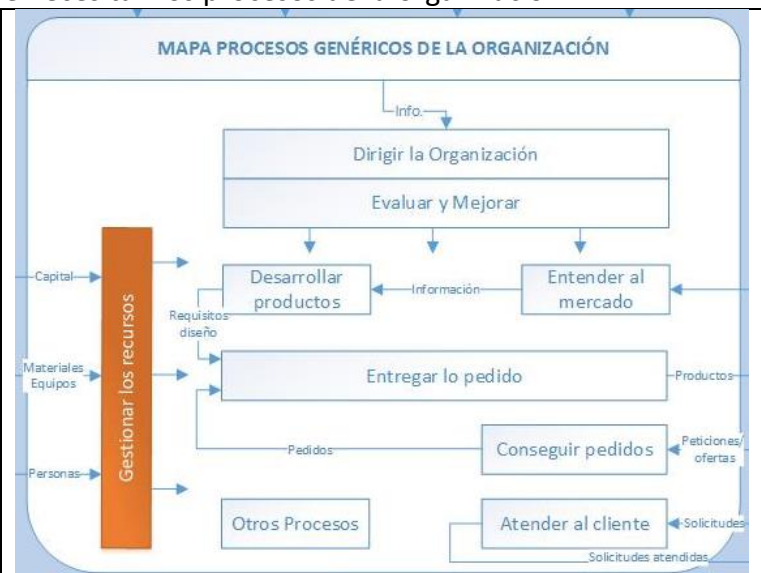 MAPA PROCESOS GENÉRICOS DE LA ORGANIZACIÓN
Info.
Dirigir la Organización
Evaluar y Mejorar
Capital
Desarrollar
productos
Información
Entender al
mercado
Requisitos
diseño
Gestionar los recursos
Materiales
Equipos
Entregar lo pedido
Productos
Pedidos
Conseguir pedidos
Peticiones/
ofertas
Personas
Otros Procesos
Atender al cliente
Solicitudes
Solicitudes atendidas